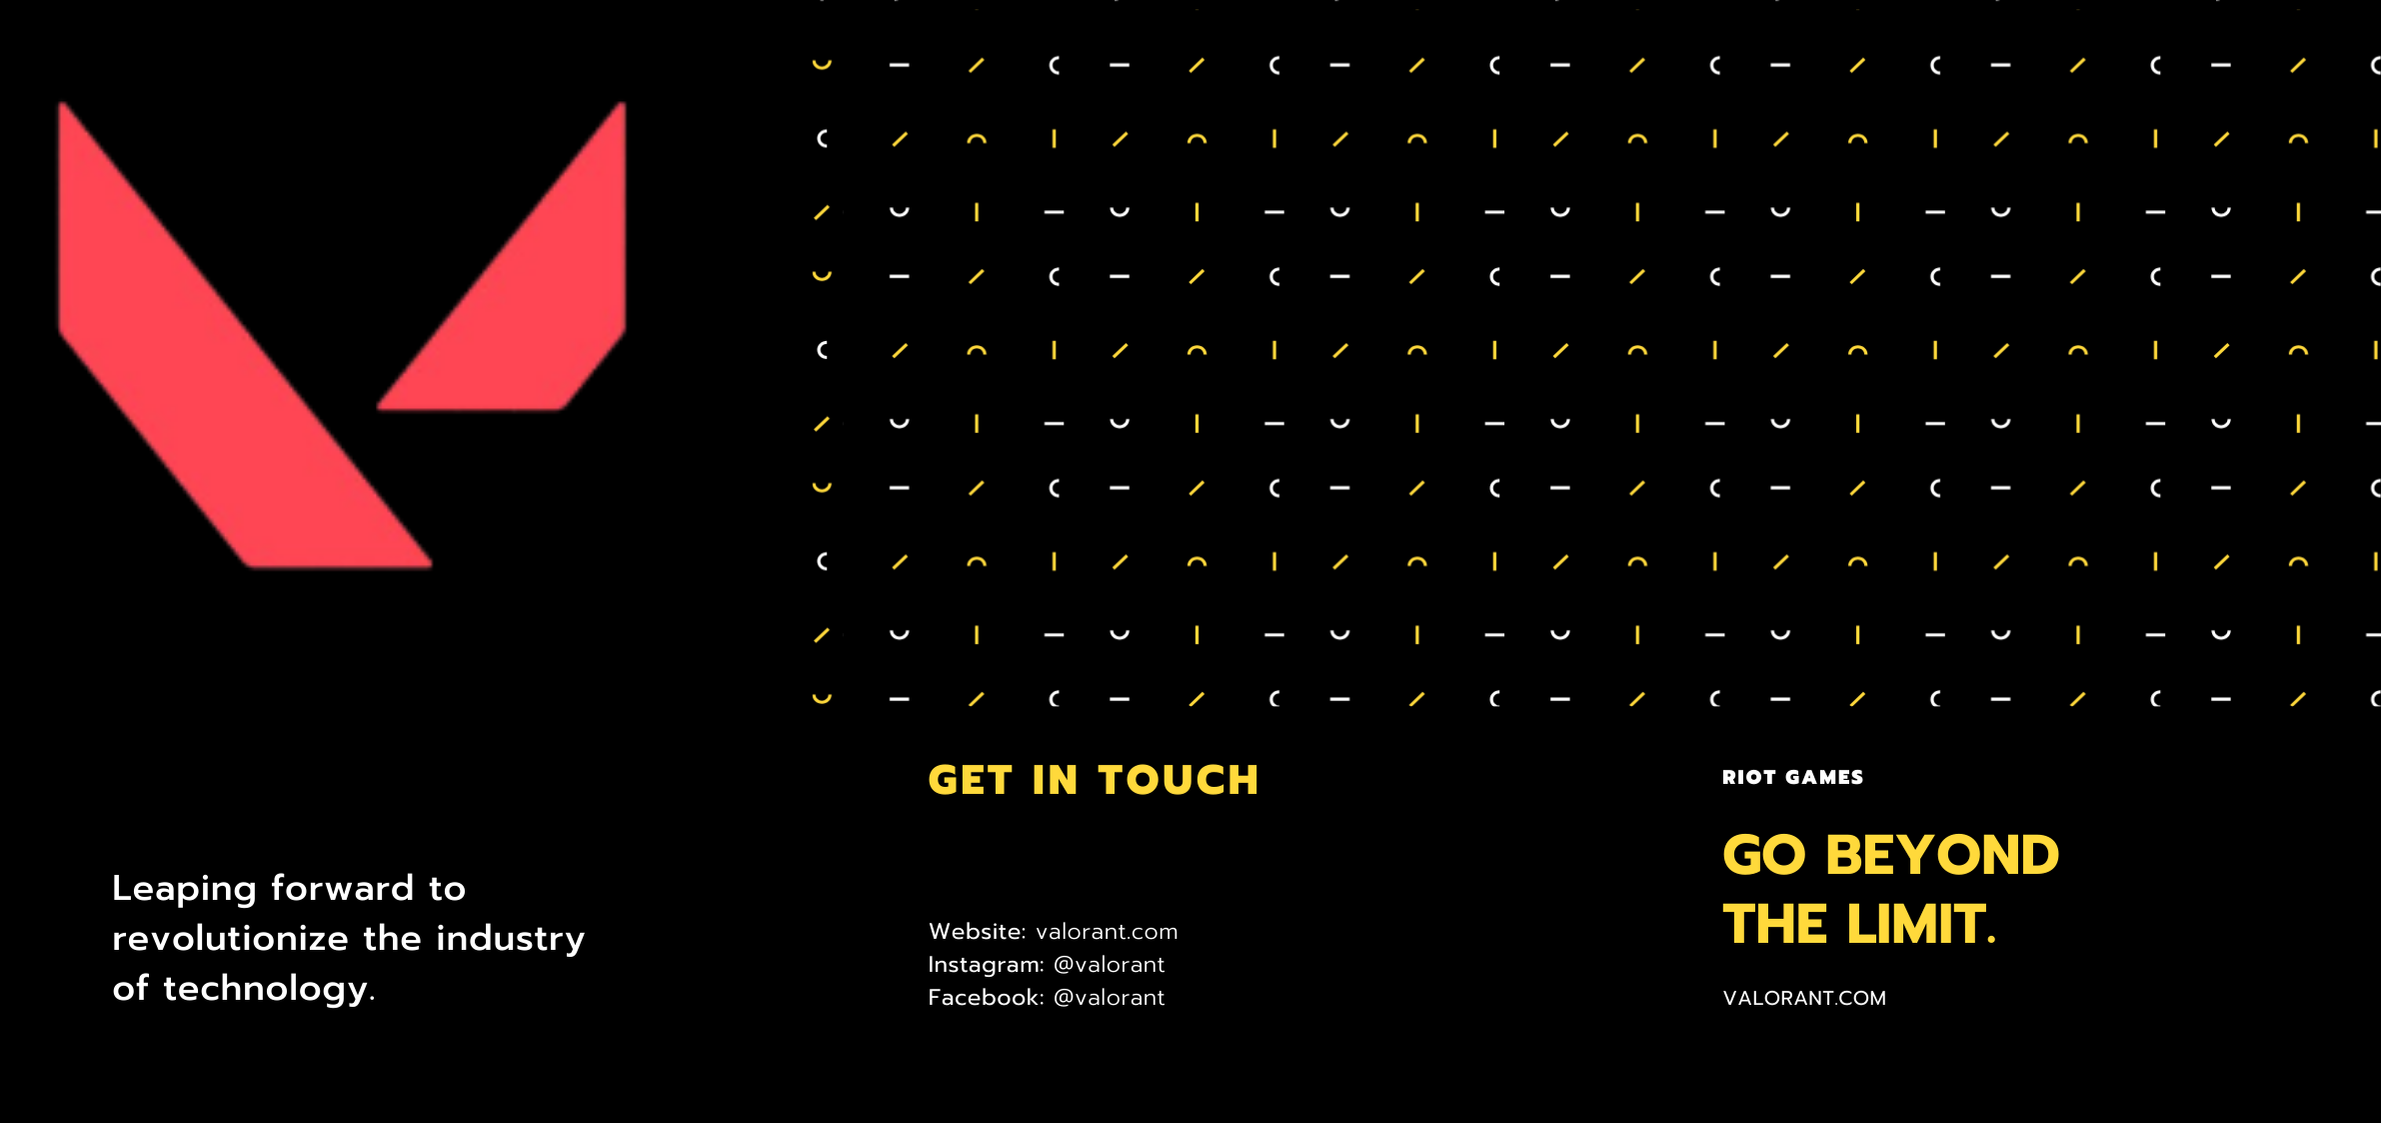 Leaping forward to
revolutionize the industry
of technology.
GET IN TOUCH
Website: valorant.com
Instagram: @valorant
Facebook: @valorant
RIOT GAMES
GO BEYOND
THE LIMIT.
VALORANT.COM